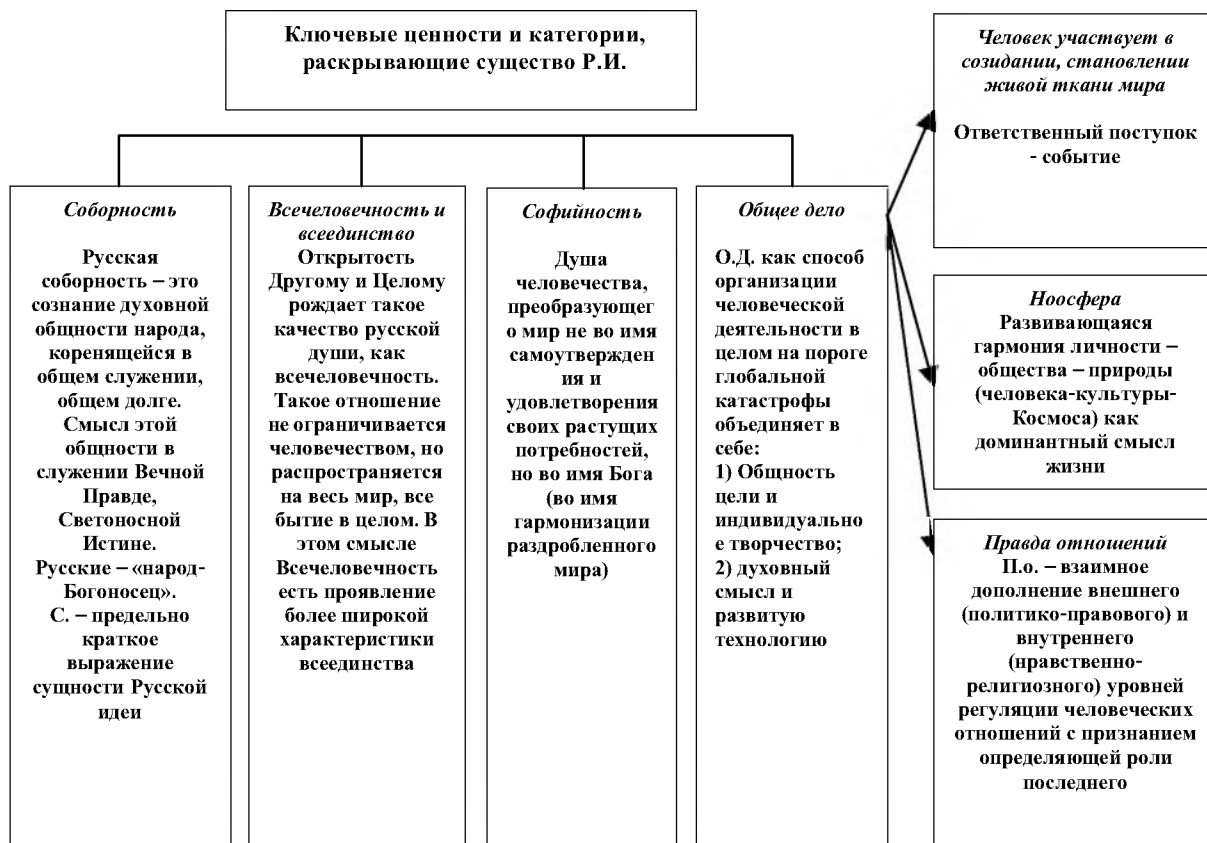 Ключевые ценности и категории,
раскрывающие существо Р.И.
Соборность
Русская
соборность – это
сознание духовной
общности народа,
коренящейся в
общем служении,
общем долге.
Смысл этой
общности в
служении Вечной
Правде,
Светоносной
Истине.
Русские – «народ-
Богоносец».
С. – предельно
краткое
выражение
сущности Русской
идеи
Всечеловечность и
всеединство
Открытость
Другому и Целому
рождает такое
качество русской
души, как
всечеловечность.
Такое отношение
не ограничивается
человечеством, но
распространяется
на весь мир, все
бытие в целом. В
этом смысле
Всечеловечность
есть проявление
более широкой
характеристики
всеединства
Софийность
Душа
человечества,
преобразующег
о мир не во имя
самоутвержден
ия и
удовлетворения
своих растущих
потребностей,
но во имя Бога
(во имя
гармонизации
раздробленного
мира)
Общее дело
О.Д. как способ
организации
человеческой
деятельности в
целом на пороге
глобальной
катастрофы
объединяет в
себе:
1) Общность
цели и
индивидуально
е творчество;
2) духовный
смысл и
развитую
технологию
Человек участвует в
созидании, становлении
живой ткани мира
Ответственный поступок
- событие
Ноосфера
Развивающаяся
гармония личности –
общества – природы
(человека-культуры-
Космоса) как
доминантный смысл
жизни
Правда отношений
П.о. – взаимное
дополнение внешнего
(политико-правового) и
внутреннего
(нравственно-
религиозного) уровней
регуляции человеческих
отношений с признанием
определяющей роли
последнего